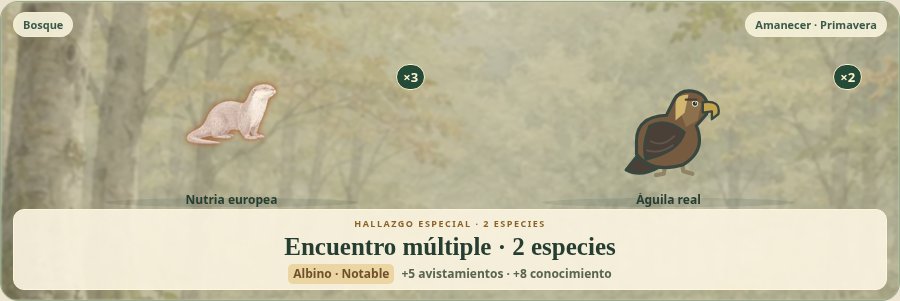 Bosque
Amanecer · Primavera
×3
×2
Nutria europea
Águila real
HALLAZGO ESPECIAL · 2 ESPECIES
Encuentro múltiple · 2 especies
Albino · Notable +5 avistamientos · +8 conocimiento